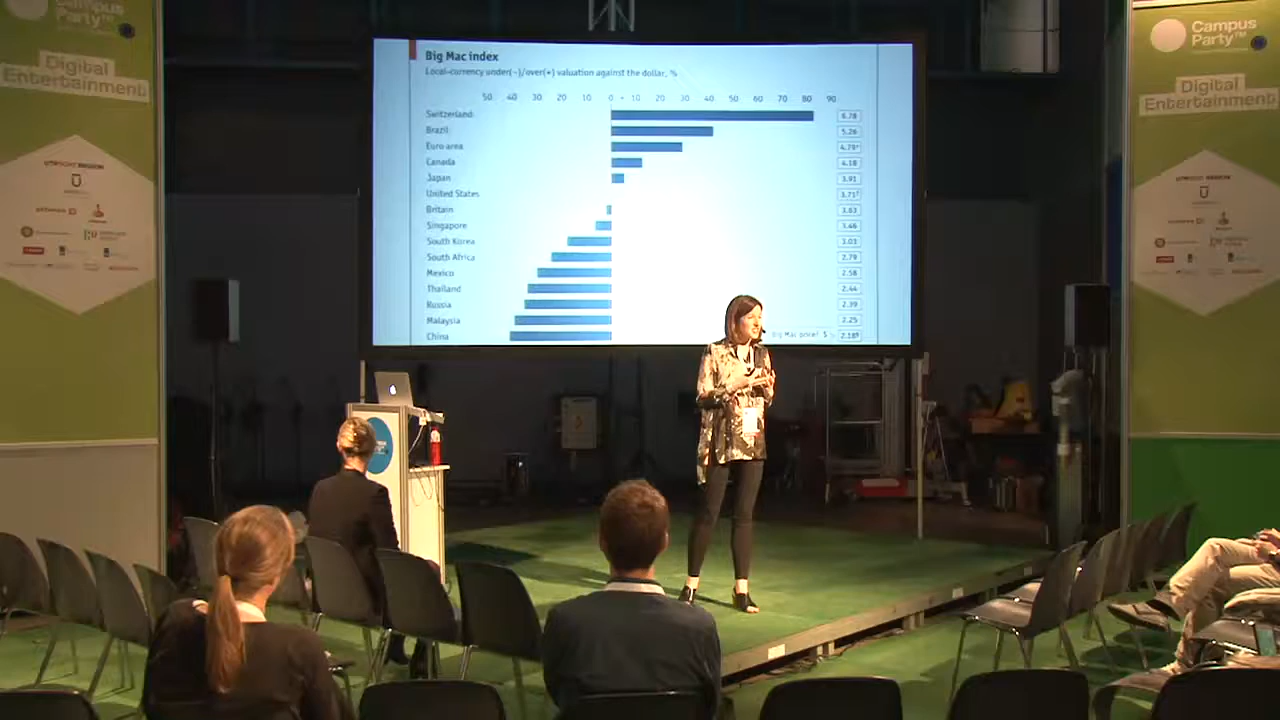 Campus
Party™
Digital
Entertainment
Big Mac index
Local-currency under(-)/over(+) valuation against the dollar, %
50 40 30 20 10 0 + 10 20 30 40 50 60 70 80 90
Switzerland 6.78
Brazil 5.26
Euro area 4.79
Canada 4.18
Japan 3.91
United States 3.71
Britain 3.63
Singapore 3.46
South Korea 3.03
South Africa 2.79
Mexico 2.58
Thailand 2.44
Russia 2.39
Malaysia 2.25
China 2.18
Big Mac price, $
Campus
Party™
Digital
Entertainment